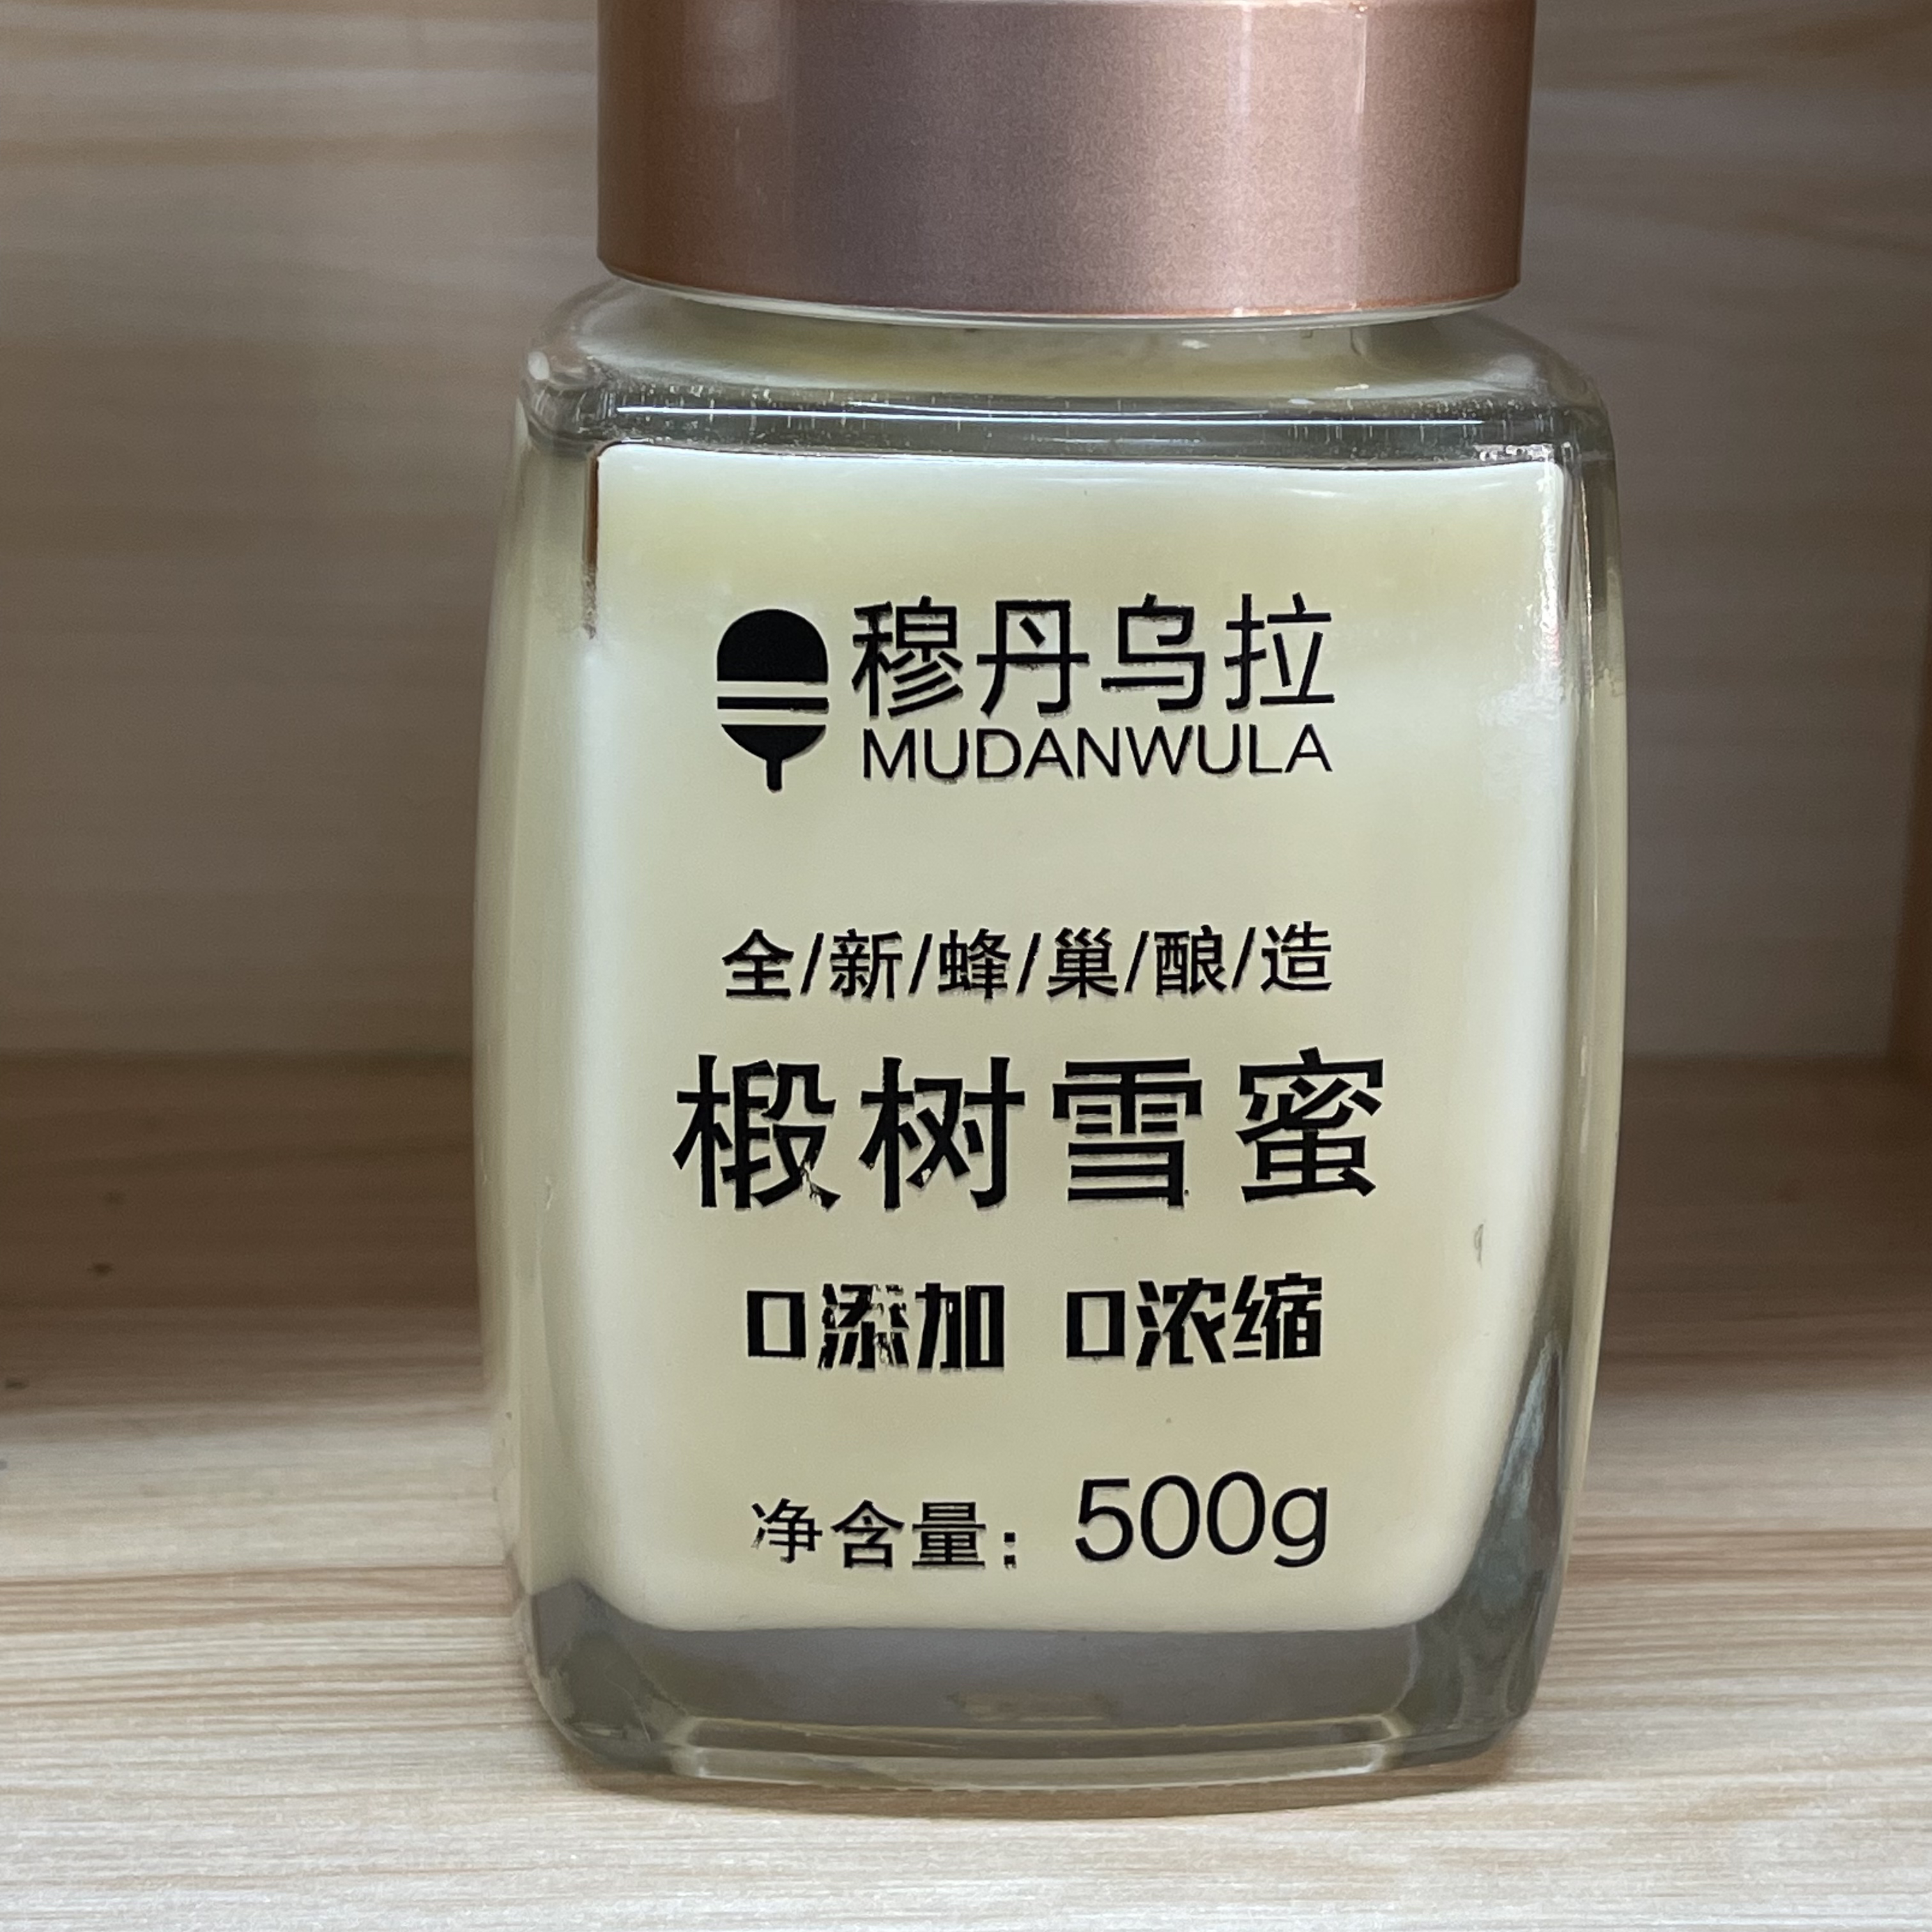 穆丹乌拉
MUDANWULA
全/新/蜂/巢/酿/造
椴树雪蜜
0添加 0浓缩
净含量：500g